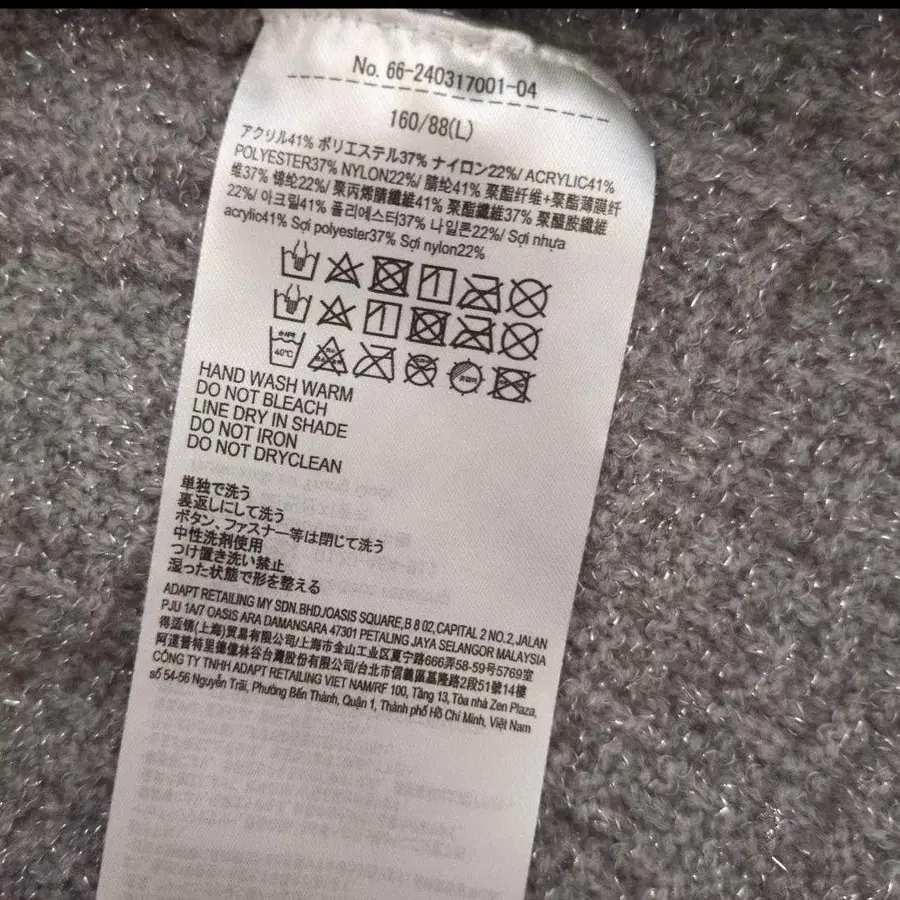 No. 66-240317001-04
160/88(L)
アクリル41% ポリエステル37% ナイロン22%/ ACRYLIC41%
POLYESTER37% NYLON22%/ 腈纶41% 聚酯纤维+聚酯薄膜纤
维37% 锦纶22%/ 聚丙烯腈纖維41% 聚酯纖維37% 聚醯胺纖維
22%/ 아크릴41% 폴리에스터37% 나일론22%/ Sợi nhựa
acrylic41% Sợi polyester37% Sợi nylon22%
40℃
HAND WASH WARM
DO NOT BLEACH
LINE DRY IN SHADE
DO NOT IRON
DO NOT DRYCLEAN
単独で洗う
裏返しにして洗う
ボタン、ファスナー等は閉じて洗う
中性洗剤使用
つけ置き洗い禁止
湿った状態で形を整える
ADAPT RETAILING MY SDN.BHD./OASIS SQUARE,B 8 02,CAPITAL 2 NO.2 JALAN
PJU 1A/7 OASIS ARA DAMANSARA 47301 PETALING JAYA SELANGOR MALAYSIA
(上海)貿易有限公司/上海市金山工业区夏宁路666弄58-59号5769室
阿達普特里德億林谷台灣股份有限公司/台北市信義區基隆路2段51號14樓
CÔNG TY TNHH ADAPT RETAILING VIET NAM/RF 100, Tầng 13, Tòa nhà Zen Plaza,
số 54-56 Nguyễn Trãi, Phường Bến Thành, Quận 1, Thành phố Hồ Chí Minh, Việt Nam